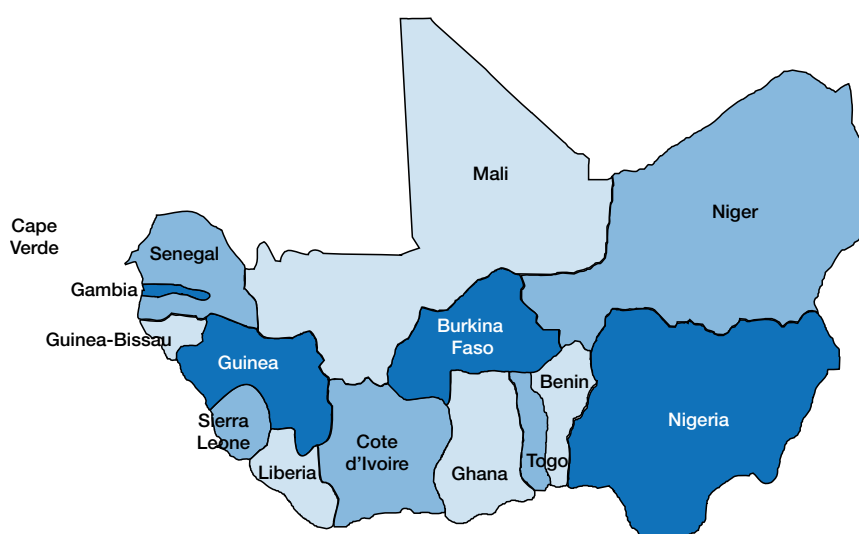 Mali
Niger
Cape
Verde
Senegal
Gambia
Guinea-Bissau
Burkina
Faso
Guinea
Benin
Nigeria
Sierra
Leone
Cote
d'Ivoire
Liberia
Ghana
Togo